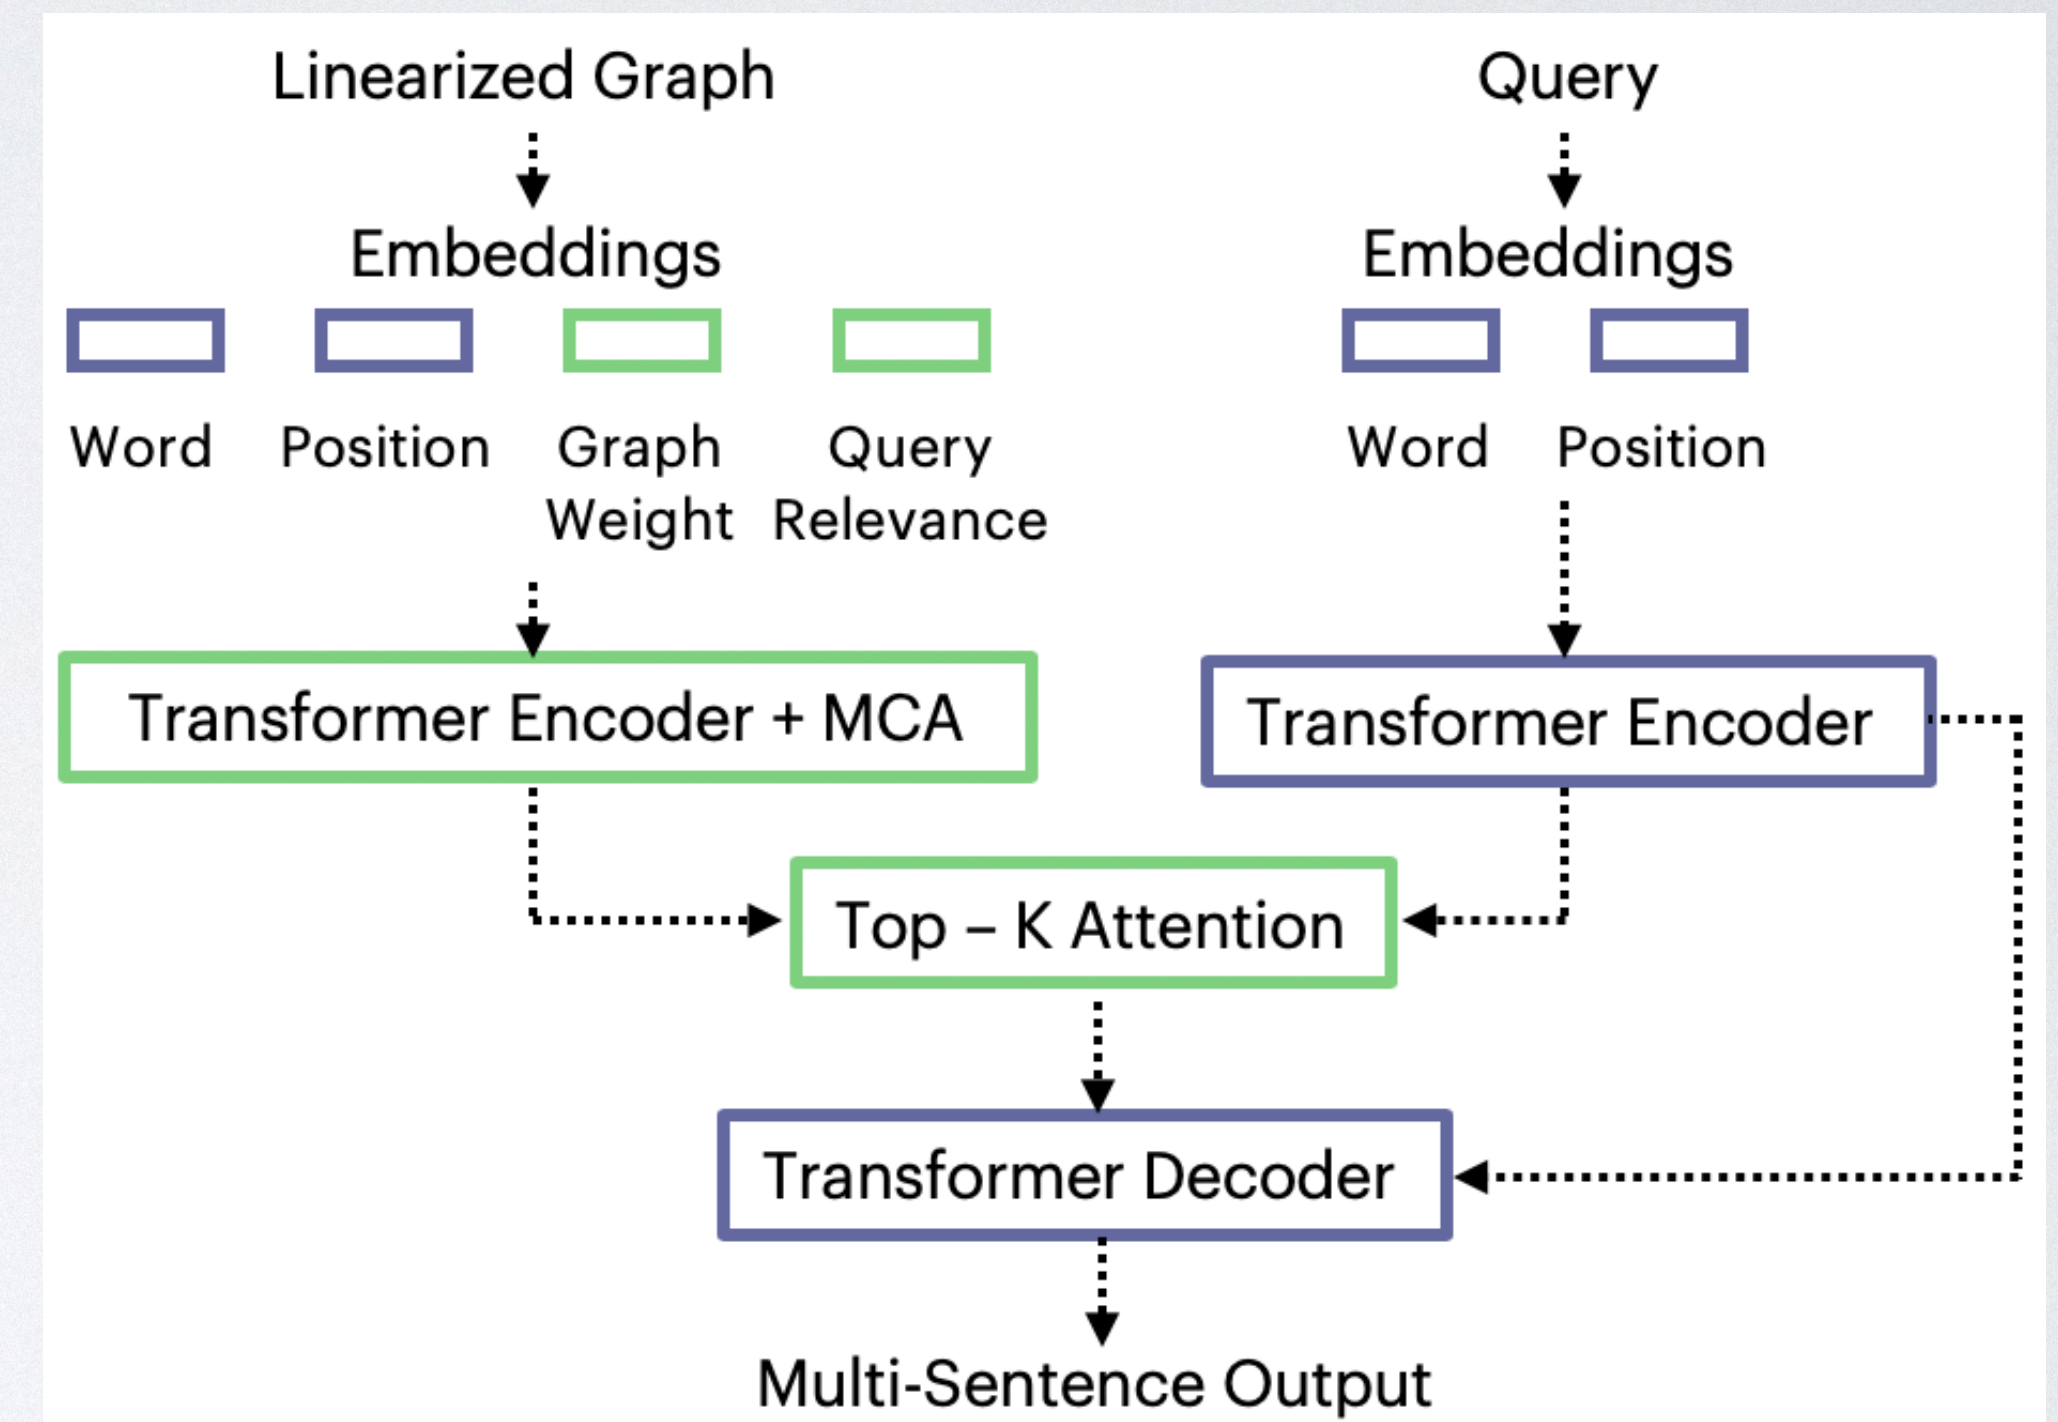 Linearized Graph
Query
Embeddings
Embeddings
Word Position Graph Weight Query Relevance
Word Position
Transformer Encoder + MCA
Transformer Encoder
Top – K Attention
Transformer Decoder
Multi-Sentence Output